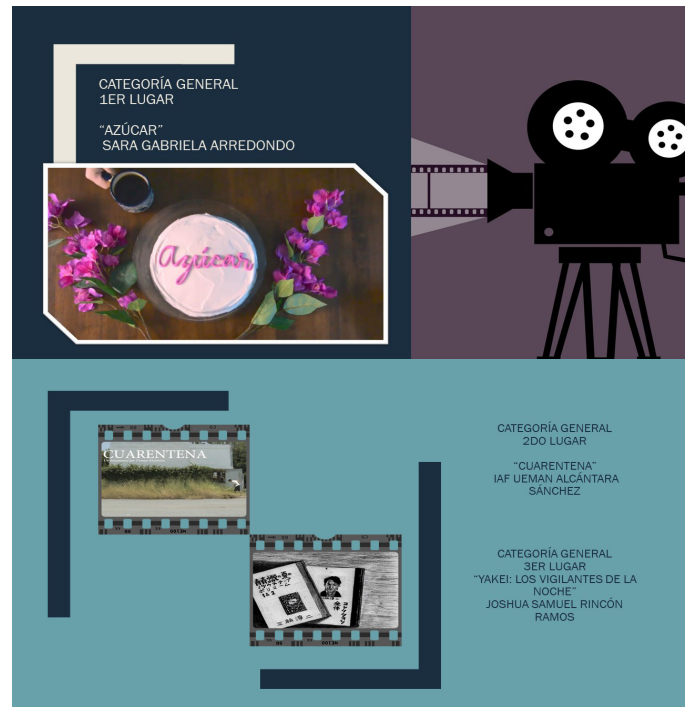 CATEGORÍA GENERAL
1ER LUGAR
“AZÚCAR”
SARA GABRIELA ARREDONDO
Azúcar
CUARENTENA
CATEGORÍA GENERAL
2DO LUGAR
“CUARENTENA”
IAF UEMAN ALCÁNTARA
SÁNCHEZ
CATEGORÍA GENERAL
3ER LUGAR
“YAKEI: LOS VIGILANTES DE LA
NOCHE”
JOSHUA SAMUEL RINCÓN
RAMOS